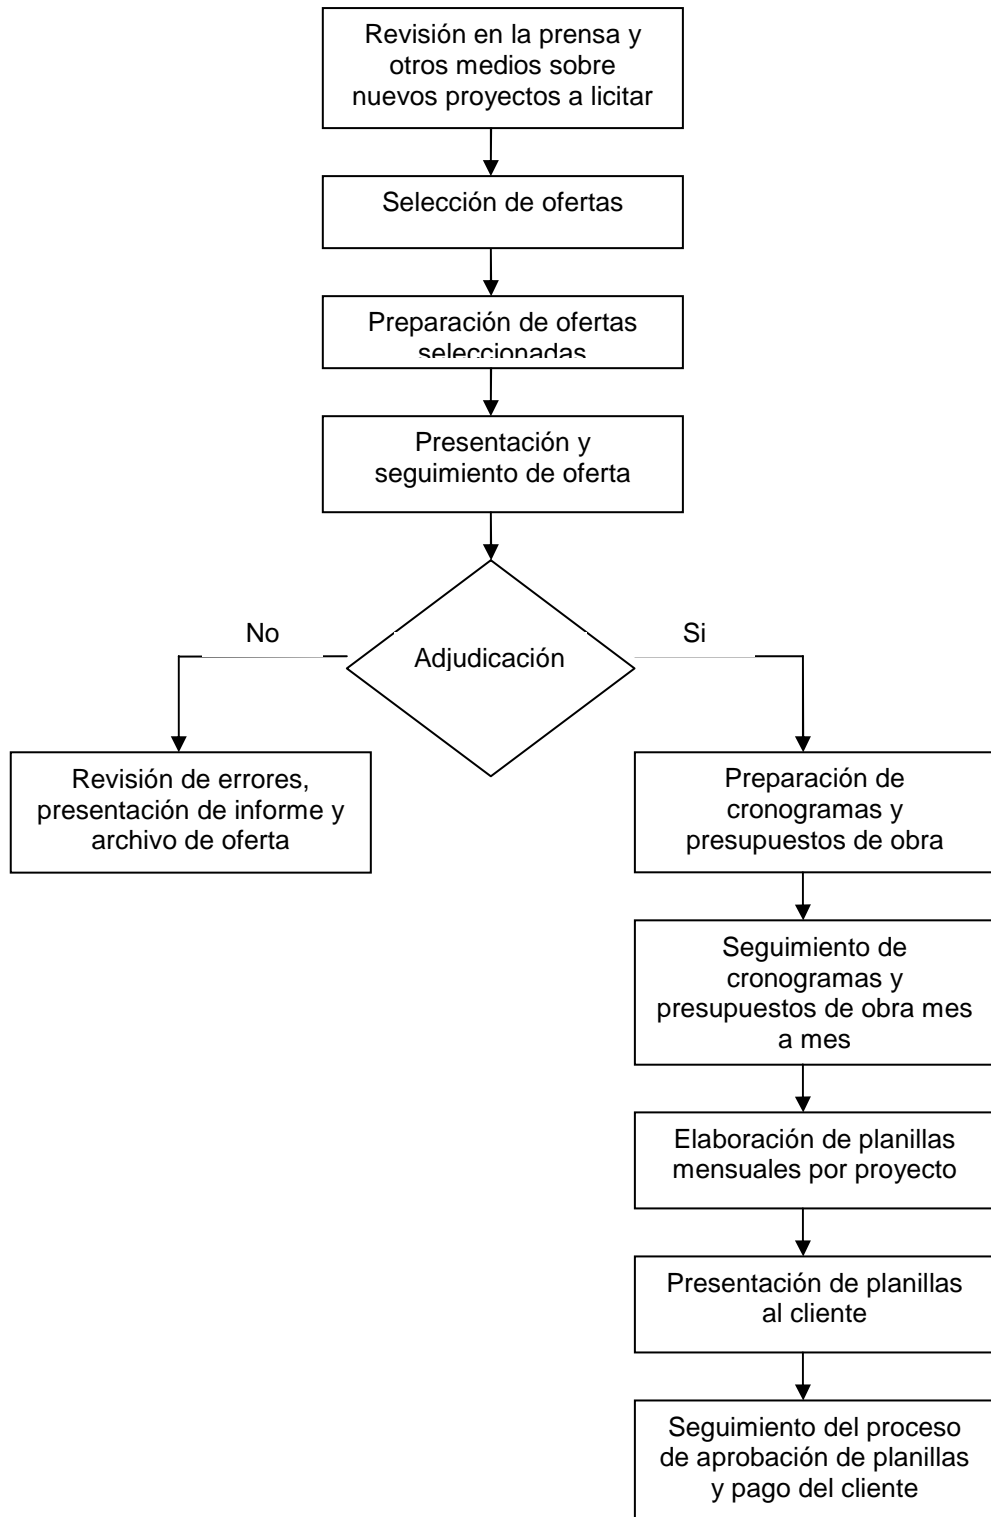 Revisión en la prensa y
otros medios sobre
nuevos proyectos a licitar
Selección de ofertas
Preparación de ofertas
seleccionadas
Presentación y
seguimiento de oferta
No
Adjudicación
Si
Revisión de errores,
presentación de informe y
archivo de oferta
Preparación de
cronogramas y
presupuestos de obra
Seguimiento de
cronogramas y
presupuestos de obra mes
a mes
Elaboración de planillas
mensuales por proyecto
Presentación de planillas
al cliente
Seguimiento del proceso
de aprobación de planillas
y pago del cliente